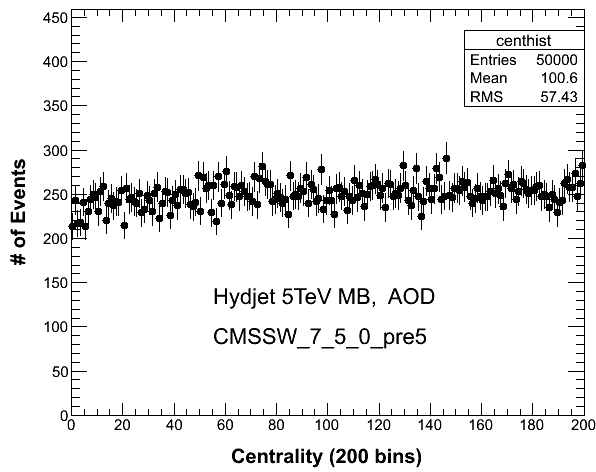 centhist
Entries 50000
Mean 100.6
RMS 57.43
450
400
350
300
250
200
150
100
50
0
# of Events
Hydjet 5TeV MB, AOD
CMSSW_7_5_0_pre5
0 20 40 60 80 100 120 140 160 180 200
Centrality (200 bins)